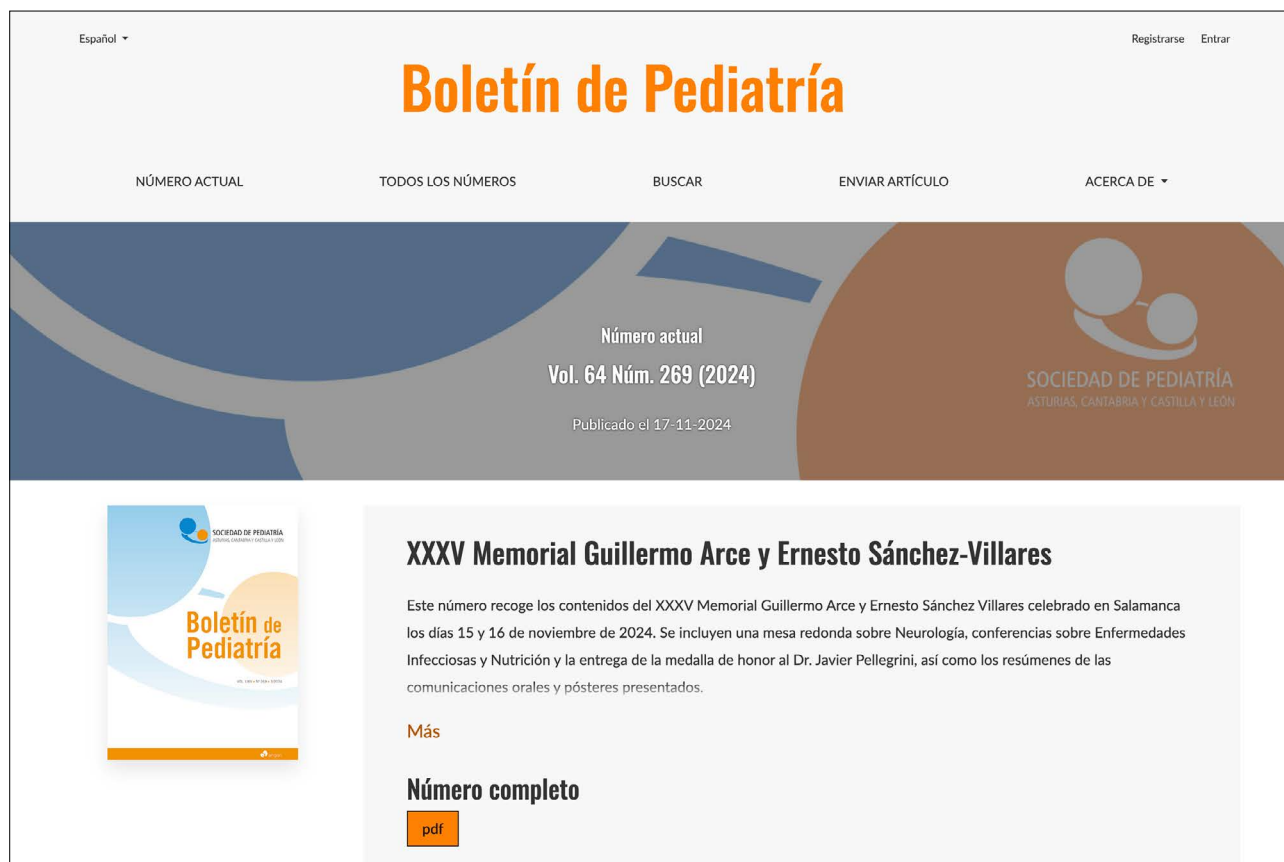 Español
Registrarse Entrar
Boletín de Pediatría
NÚMERO ACTUAL TODOS LOS NÚMEROS BUSCAR ENVIAR ARTÍCULO ACERCA DE
Número actual
Vol. 64 Núm. 269 (2024)
Publicado el 17-11-2024
SOCIEDAD DE PEDIATRÍA
ASTURIAS, CANTABRIA Y CASTILLA Y LEÓN
SOCIEDAD DE PEDIATRÍA
ASTURIAS, CANTABRIA Y CASTILLA Y LEÓN
Boletín de
Pediatría
XXXV Memorial Guillermo Arce y Ernesto Sánchez-Villares
Este número recoge los contenidos del XXXV Memorial Guillermo Arce y Ernesto Sánchez Villares celebrado en Salamanca
los días 15 y 16 de noviembre de 2024. Se incluyen una mesa redonda sobre Neurología, conferencias sobre Enfermedades
Infecciosas y Nutrición y la entrega de la medalla de honor al Dr. Javier Pellegrini, así como los resúmenes de las
comunicaciones orales y pósteres presentados.
Más
Número completo
pdf